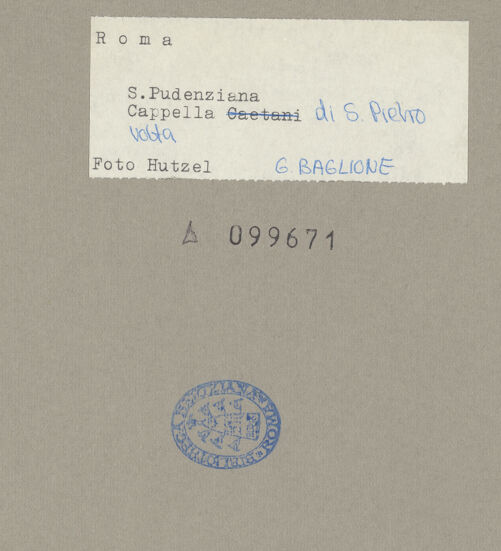 Roma
S.Pudenziana
Cappella Caetani di S. Pietro
volta
Foto Hutzel G. BAGLIONE
099671